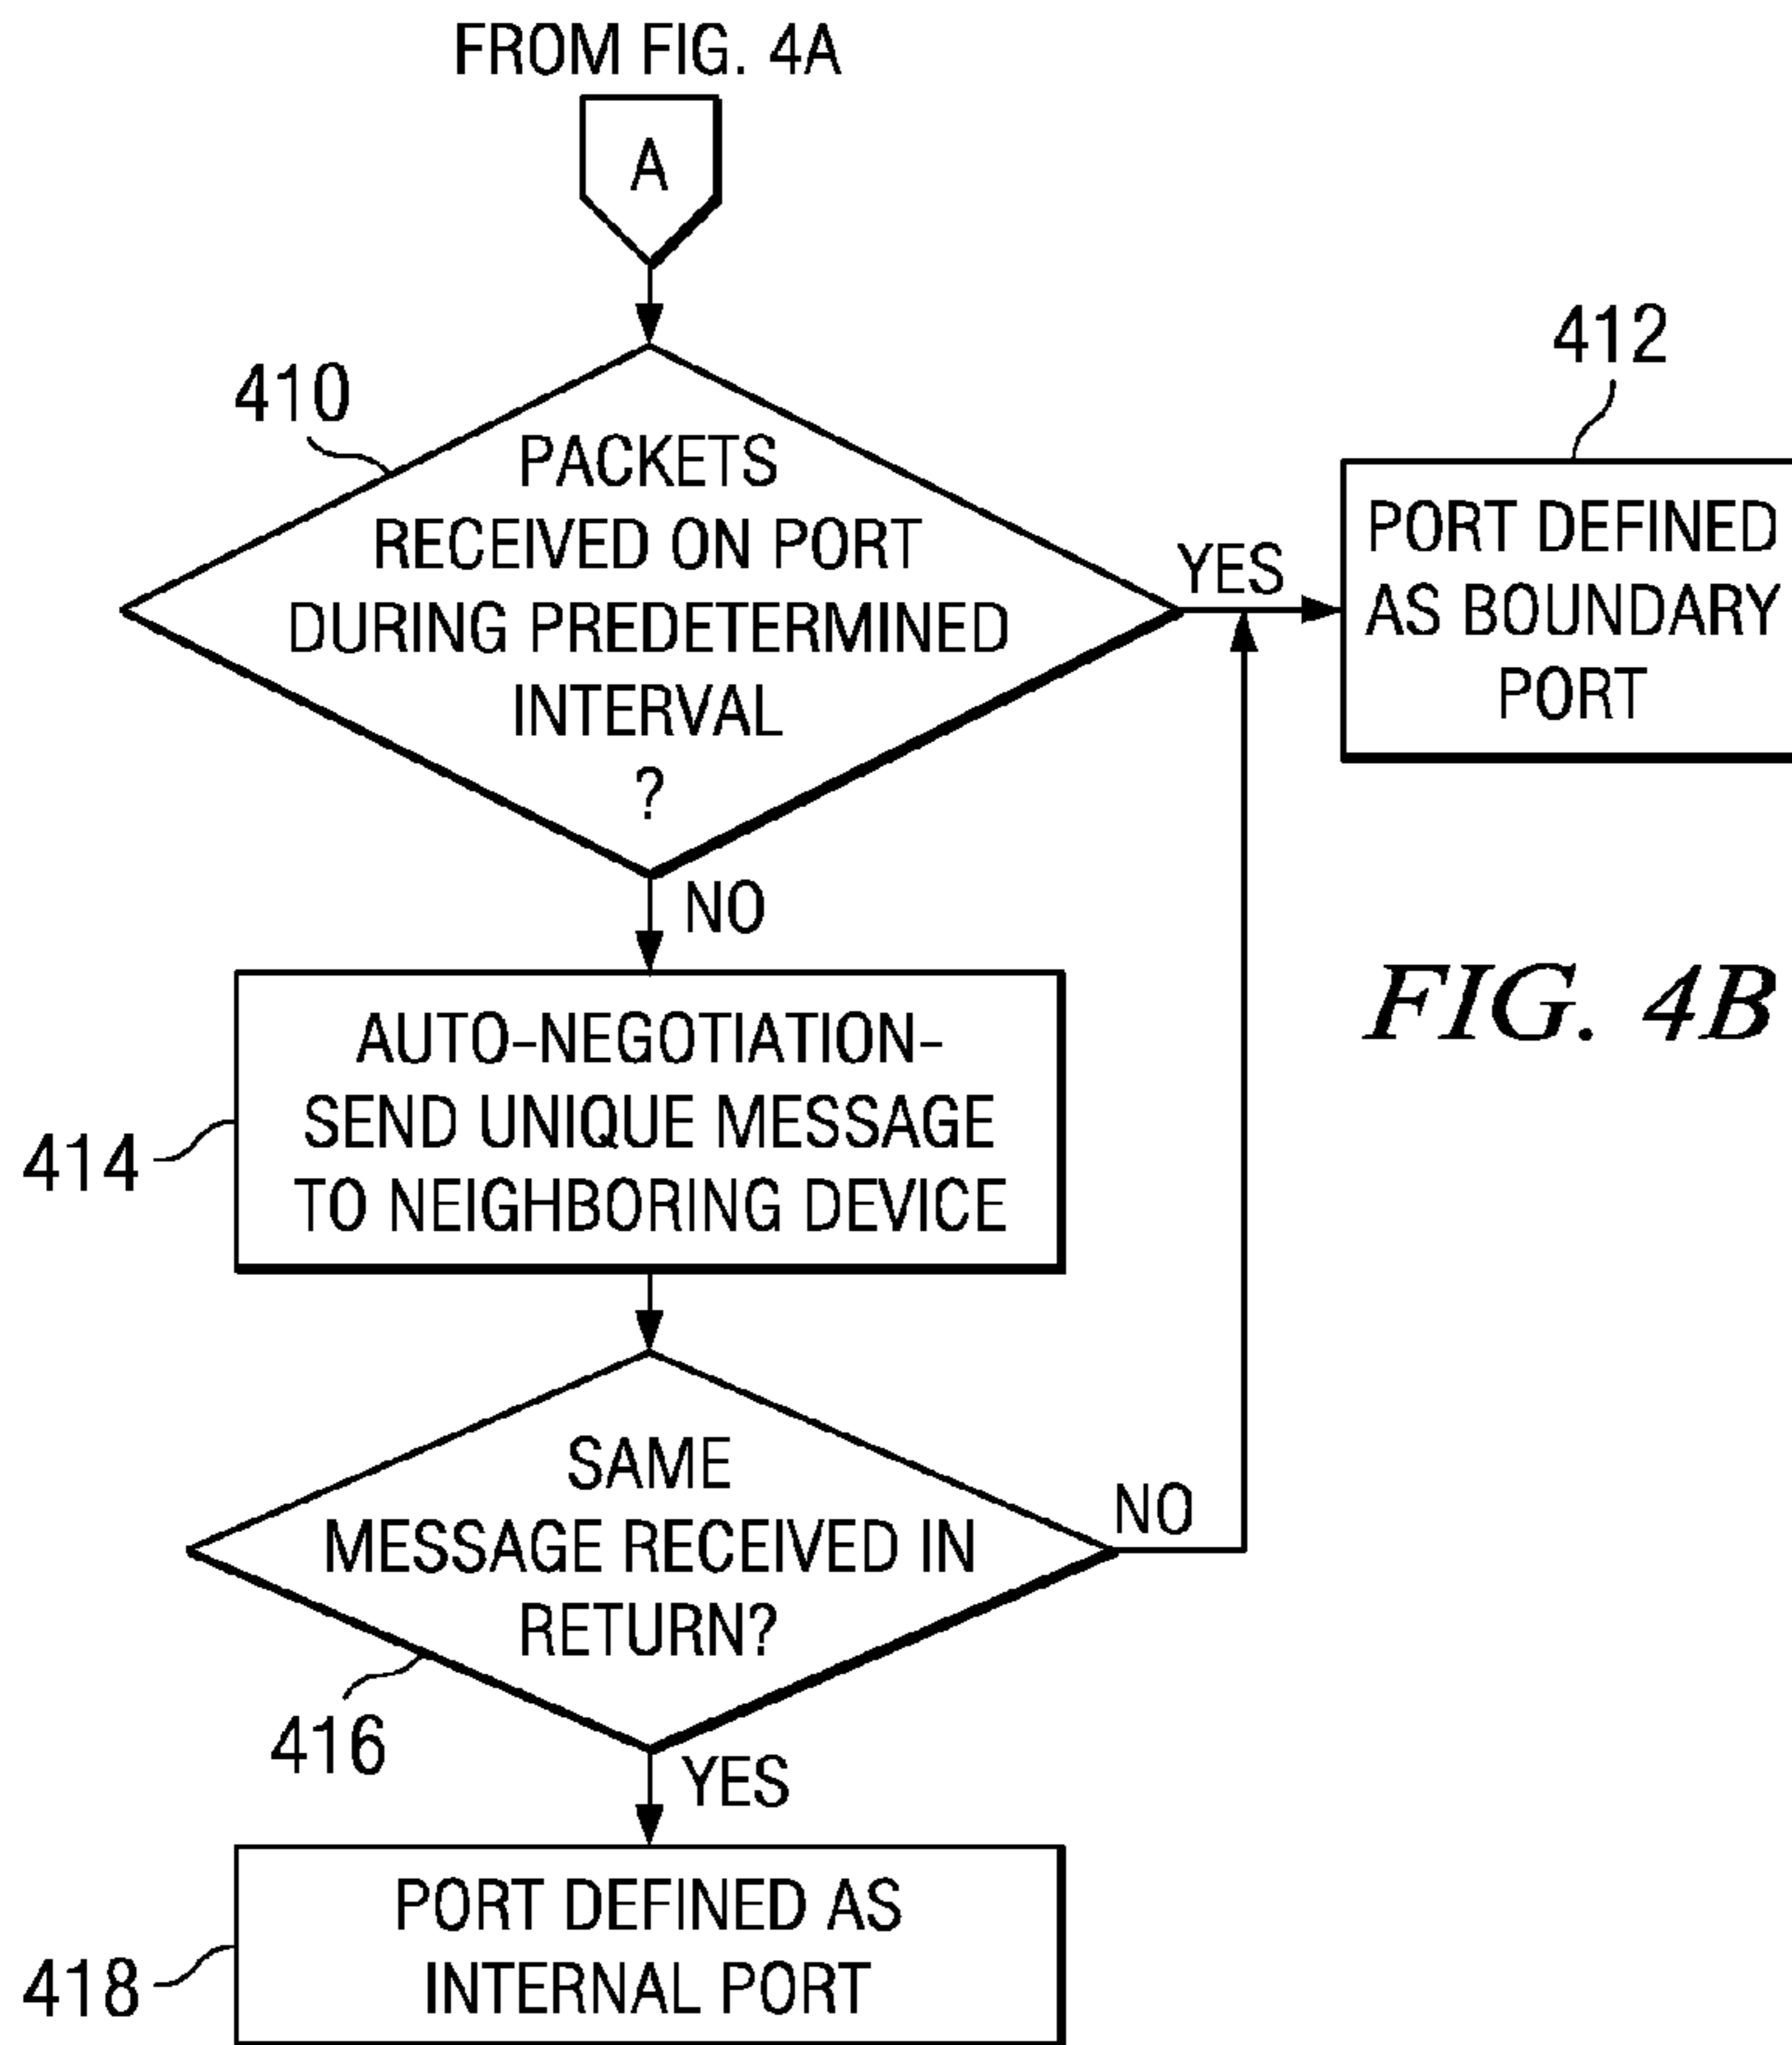 FROM FIG. 4A
A
410
PACKETS
RECEIVED ON PORT
DURING PREDETERMINED
INTERVAL
?
YES
412
PORT DEFINED
AS BOUNDARY
PORT
NO
FIG. 4B
414
AUTO-NEGOTIATION-
SEND UNIQUE MESSAGE
TO NEIGHBORING DEVICE
SAME
MESSAGE RECEIVED IN
RETURN?
NO
416
YES
418
PORT DEFINED AS
INTERNAL PORT